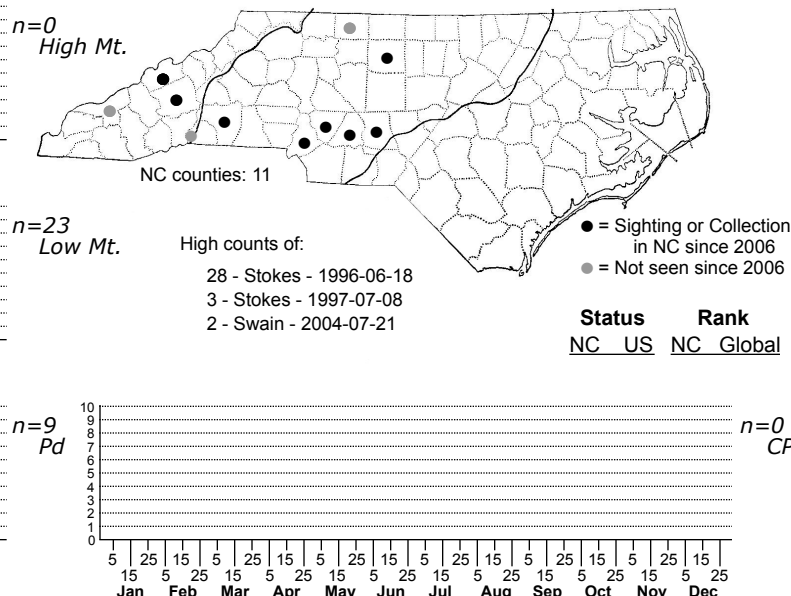 n=0
High Mt.
NC counties: 11
n=23
Low Mt.
High counts of:
28 - Stokes - 1996-06-18
3 - Stokes - 1997-07-08
2 - Swain - 2004-07-21
● = Sighting or Collection
in NC since 2006
● = Not seen since 2006
Status Rank
NC US NC Global
n=9
Pd
n=0
CP
10
9
8
7
6
5
4
3
2
1
0
5 25 15 5 25 15 5 25 15 5 25 15 5 25 15 5 25 15
15 5 25 15 5 25 15 5 25 15 5 25 15 5 25 15 5 25
Jan Feb Mar Apr May Jun Jul Aug Sep Oct Nov Dec